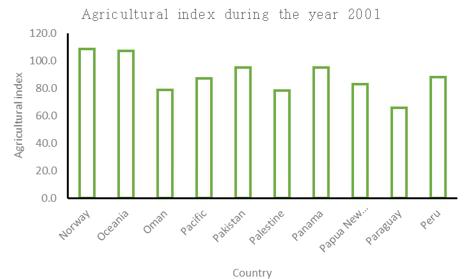 Agricultural index during the year 2001
120.0
100.0
80.0
60.0
40.0
20.0
0.0
Agricultural index
Norway
Oceania
Oman
Pacific
Pakistan
Palestine
Panama
Papua New...
Paraguay
Peru
Country